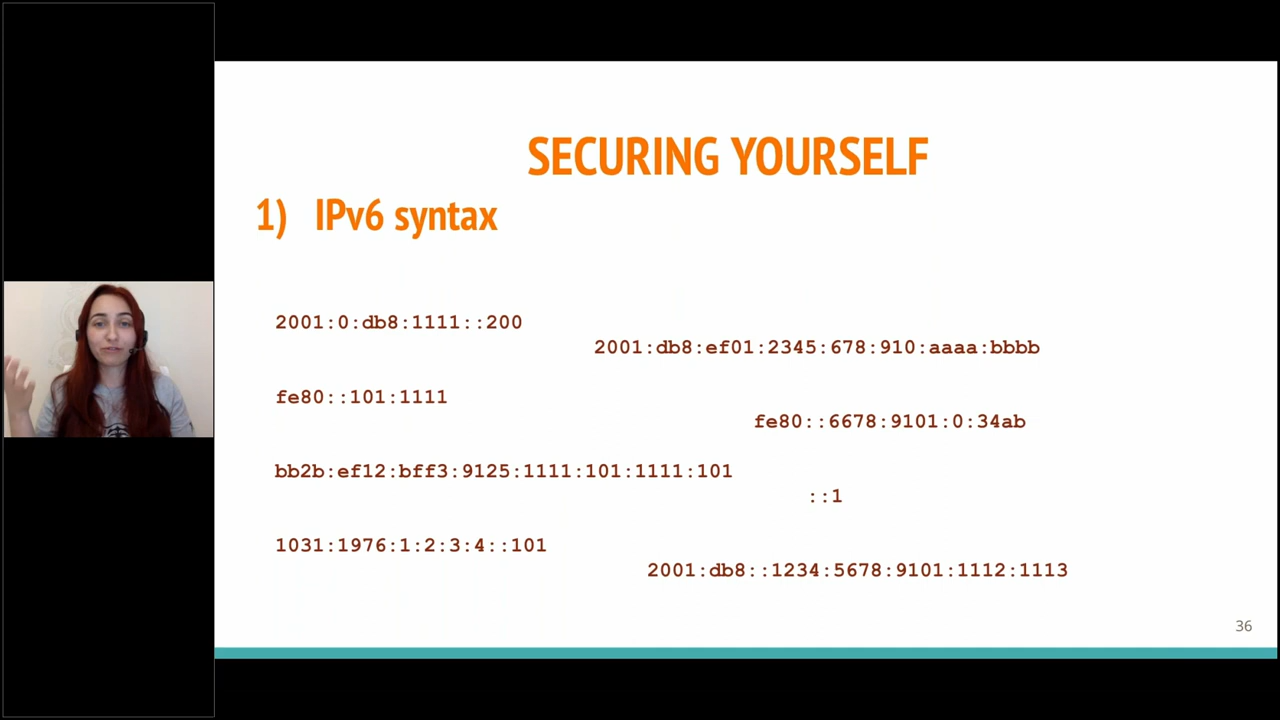 SECURING YOURSELF
1) IPv6 syntax
2001:0:db8:1111::200
2001:db8:ef01:2345:678:910:aaaa:bbbb
fe80::101:1111
fe80::6678:9101:0:34ab
bb2b:ef12:bff3:9125:1111:101:1111:101
::1
1031:1976:1:2:3:4::101
2001:db8::1234:5678:9101:1112:1113
36